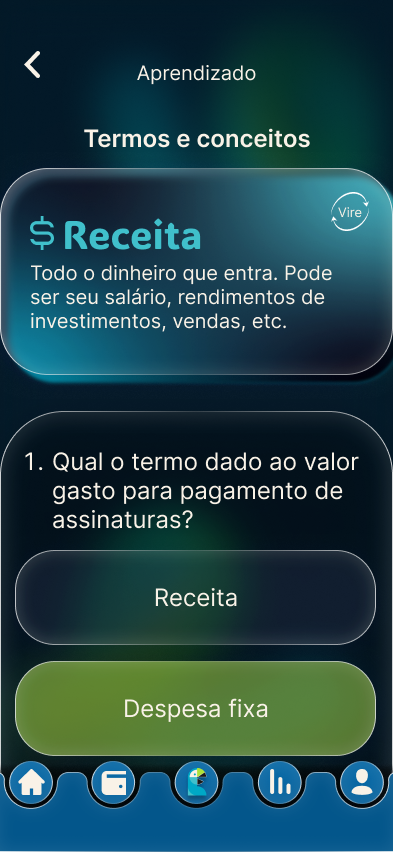 Aprendizado
Termos e conceitos
Vire
$ Receita
Todo o dinheiro que entra. Pode
ser seu salário, rendimentos de
investimentos, vendas, etc.
1. Qual o termo dado ao valor
gasto para pagamento de
assinaturas?
Receita
Despesa fixa